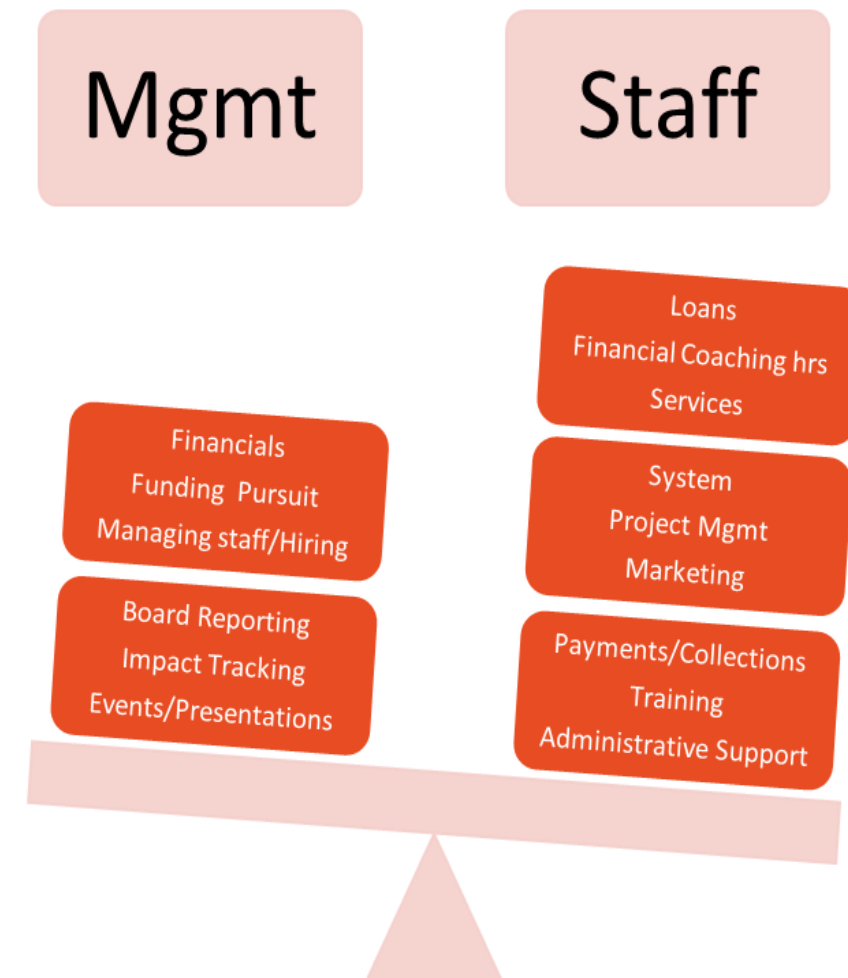 Mgmt
Staff
Financials
Funding Pursuit
Managing staff/Hiring
Board Reporting
Impact Tracking
Events/Presentations
Loans
Financial Coaching hrs
Services
System
Project Mgmt
Marketing
Payments/Collections
Training
Administrative Support